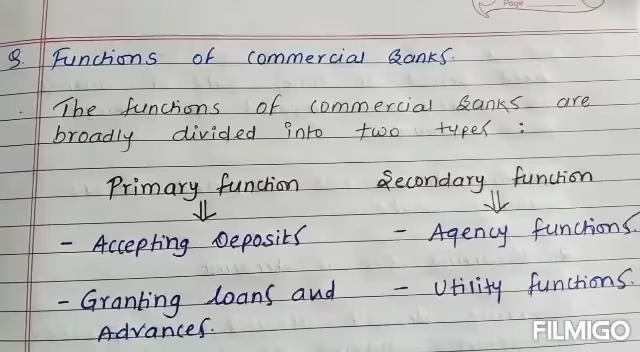 Page
Q. Functions of commercial Banks.
. The functions of commercial Banks are
broadly divided into two types :
Primary function
Secondary function
⇓
⇓
- Accepting Deposits
- Agency functions.
- Granting loans and
Advances.
- Utility functions.
FILMIGO